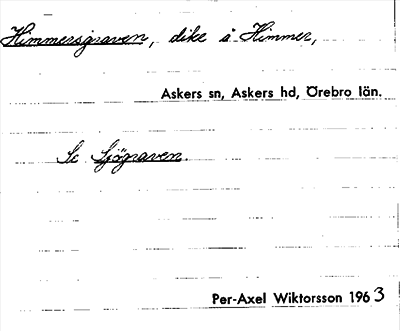 Himmersgraven, dike å Himmer,
Askers sn, Askers hd, Örebro län.
Se Sjögraven.
Per-Axel Wiktorsson 1963